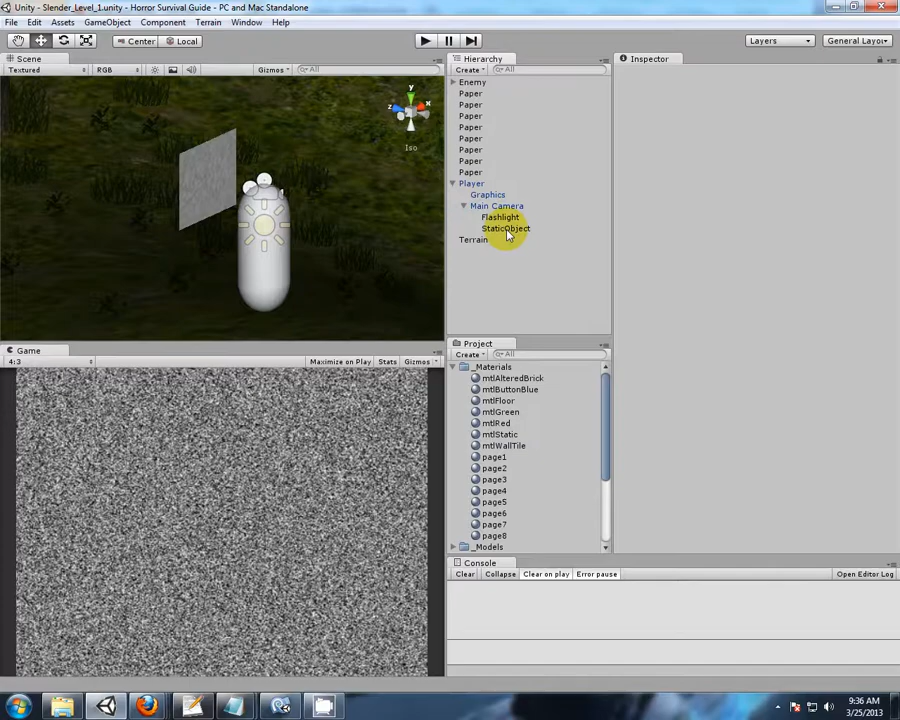 Unity - Slender_Level_1.unity - Horror Survival Guide - PC and Mac Standalone
File Edit Assets GameObject Component Terrain Window Help
Center Local Layers General Layou
Scene Hierarchy Inspector
Textured RGB Gizmos All Create All
Enemy
Paper
Paper
Paper
Paper
Paper
Paper
Paper
Paper
Player
Graphics
Main Camera
Flashlight
StaticObject
Terrain
y
x
z
Iso
Game Project
4:3 Maximize on Play Stats Gizmos Create All
_Materials
mtlAlteredBrick
mtlButtonBlue
mtlFloor
mtlGreen
mtlRed
mtlStatic
mtlWallTile
page1
page2
page3
page4
page5
page6
page7
page8
_Models
Console
Clear Collapse Clear on play Error pause Open Editor Log
9:36 AM
3/25/2013